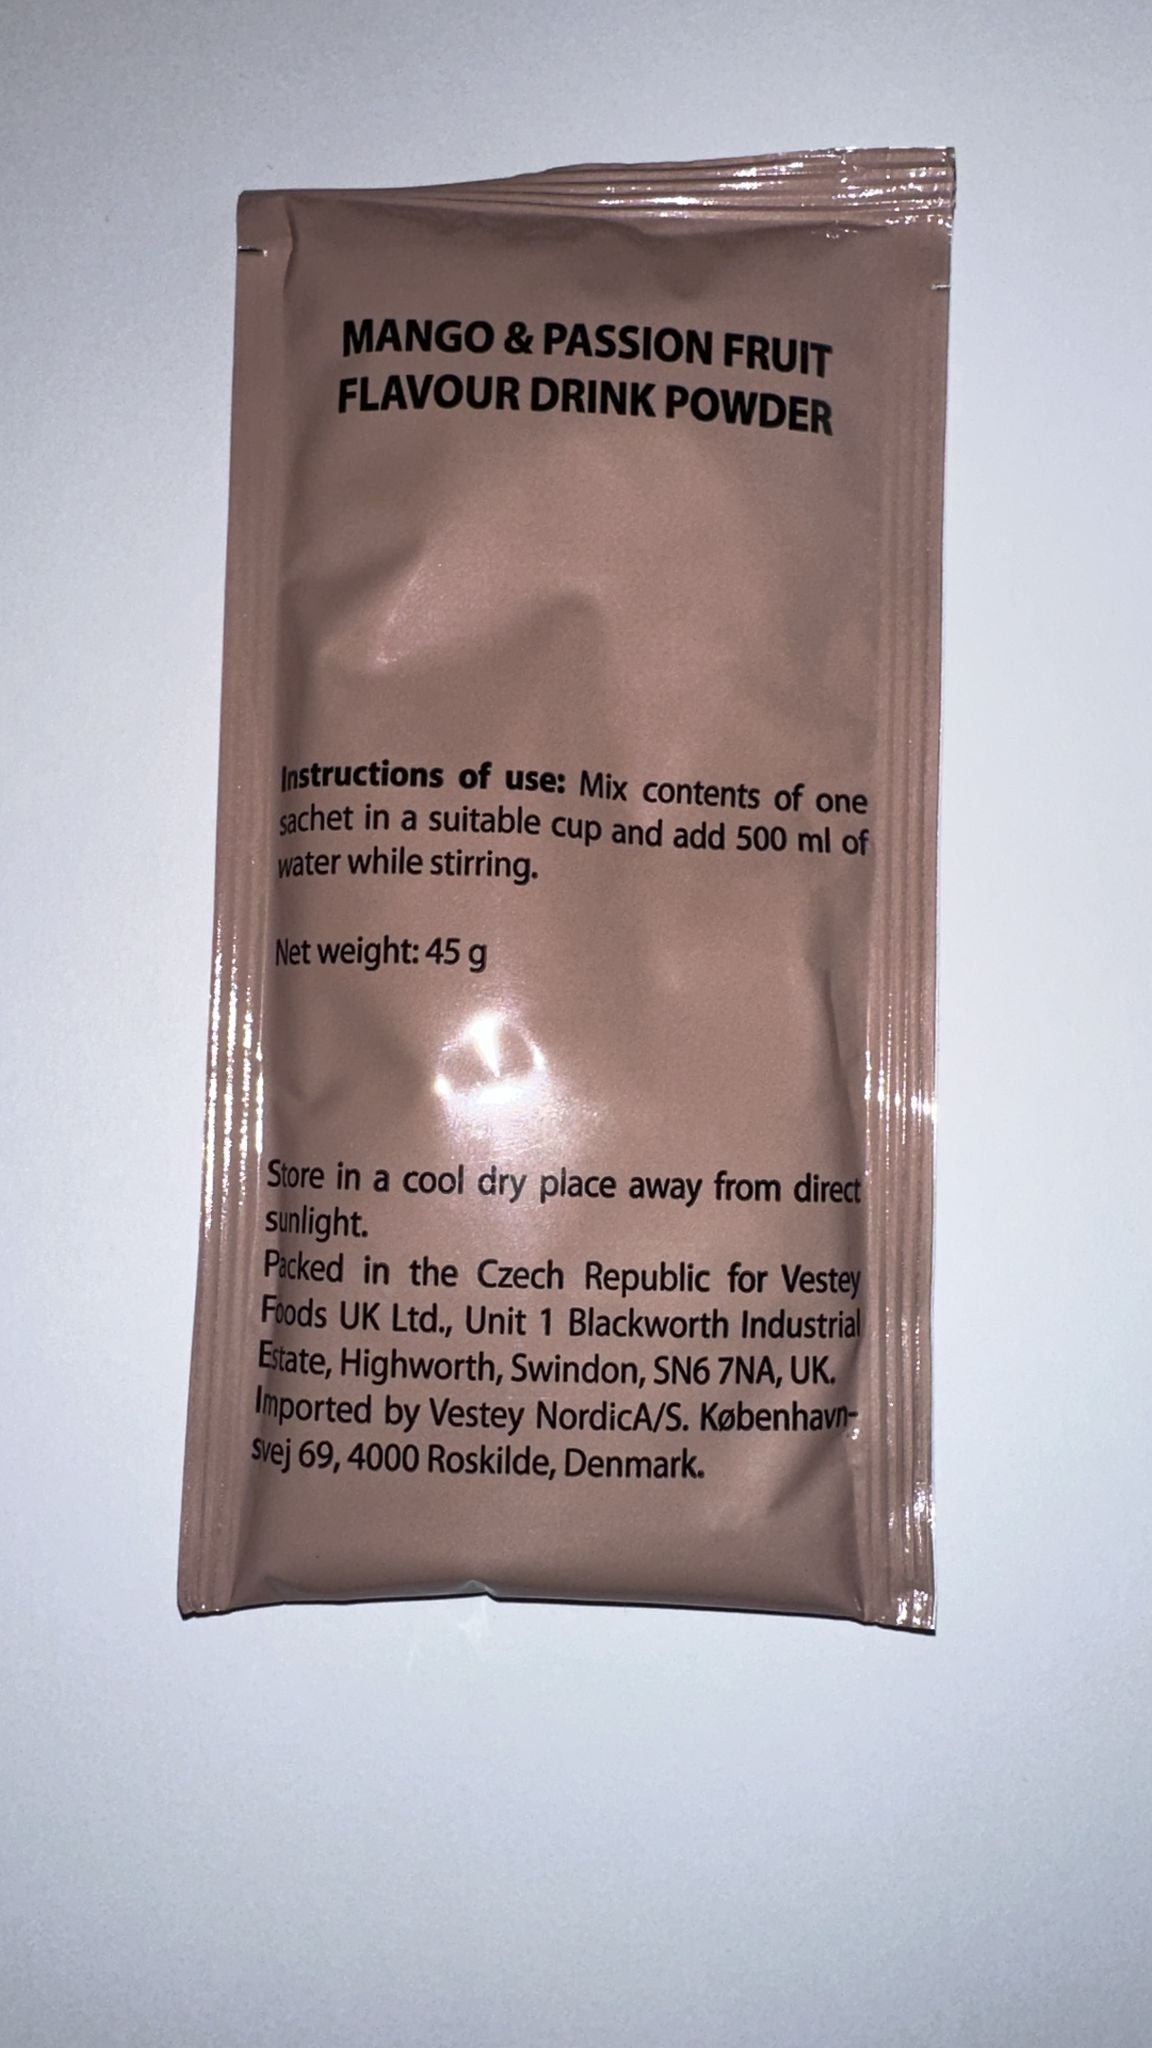 MANGO & PASSION FRUIT
FLAVOUR DRINK POWDER
Instructions of use: Mix contents of one
sachet in a suitable cup and add 500 ml of
water while stirring.
Net weight: 45 g
Store in a cool dry place away from direct
sunlight.
Packed in the Czech Republic for Vestey
Foods UK Ltd., Unit 1 Blackworth Industrial
Estate, Highworth, Swindon, SN6 7NA, UK.
Imported by Vestey NordicA/S. København-
svej 69, 4000 Roskilde, Denmark.